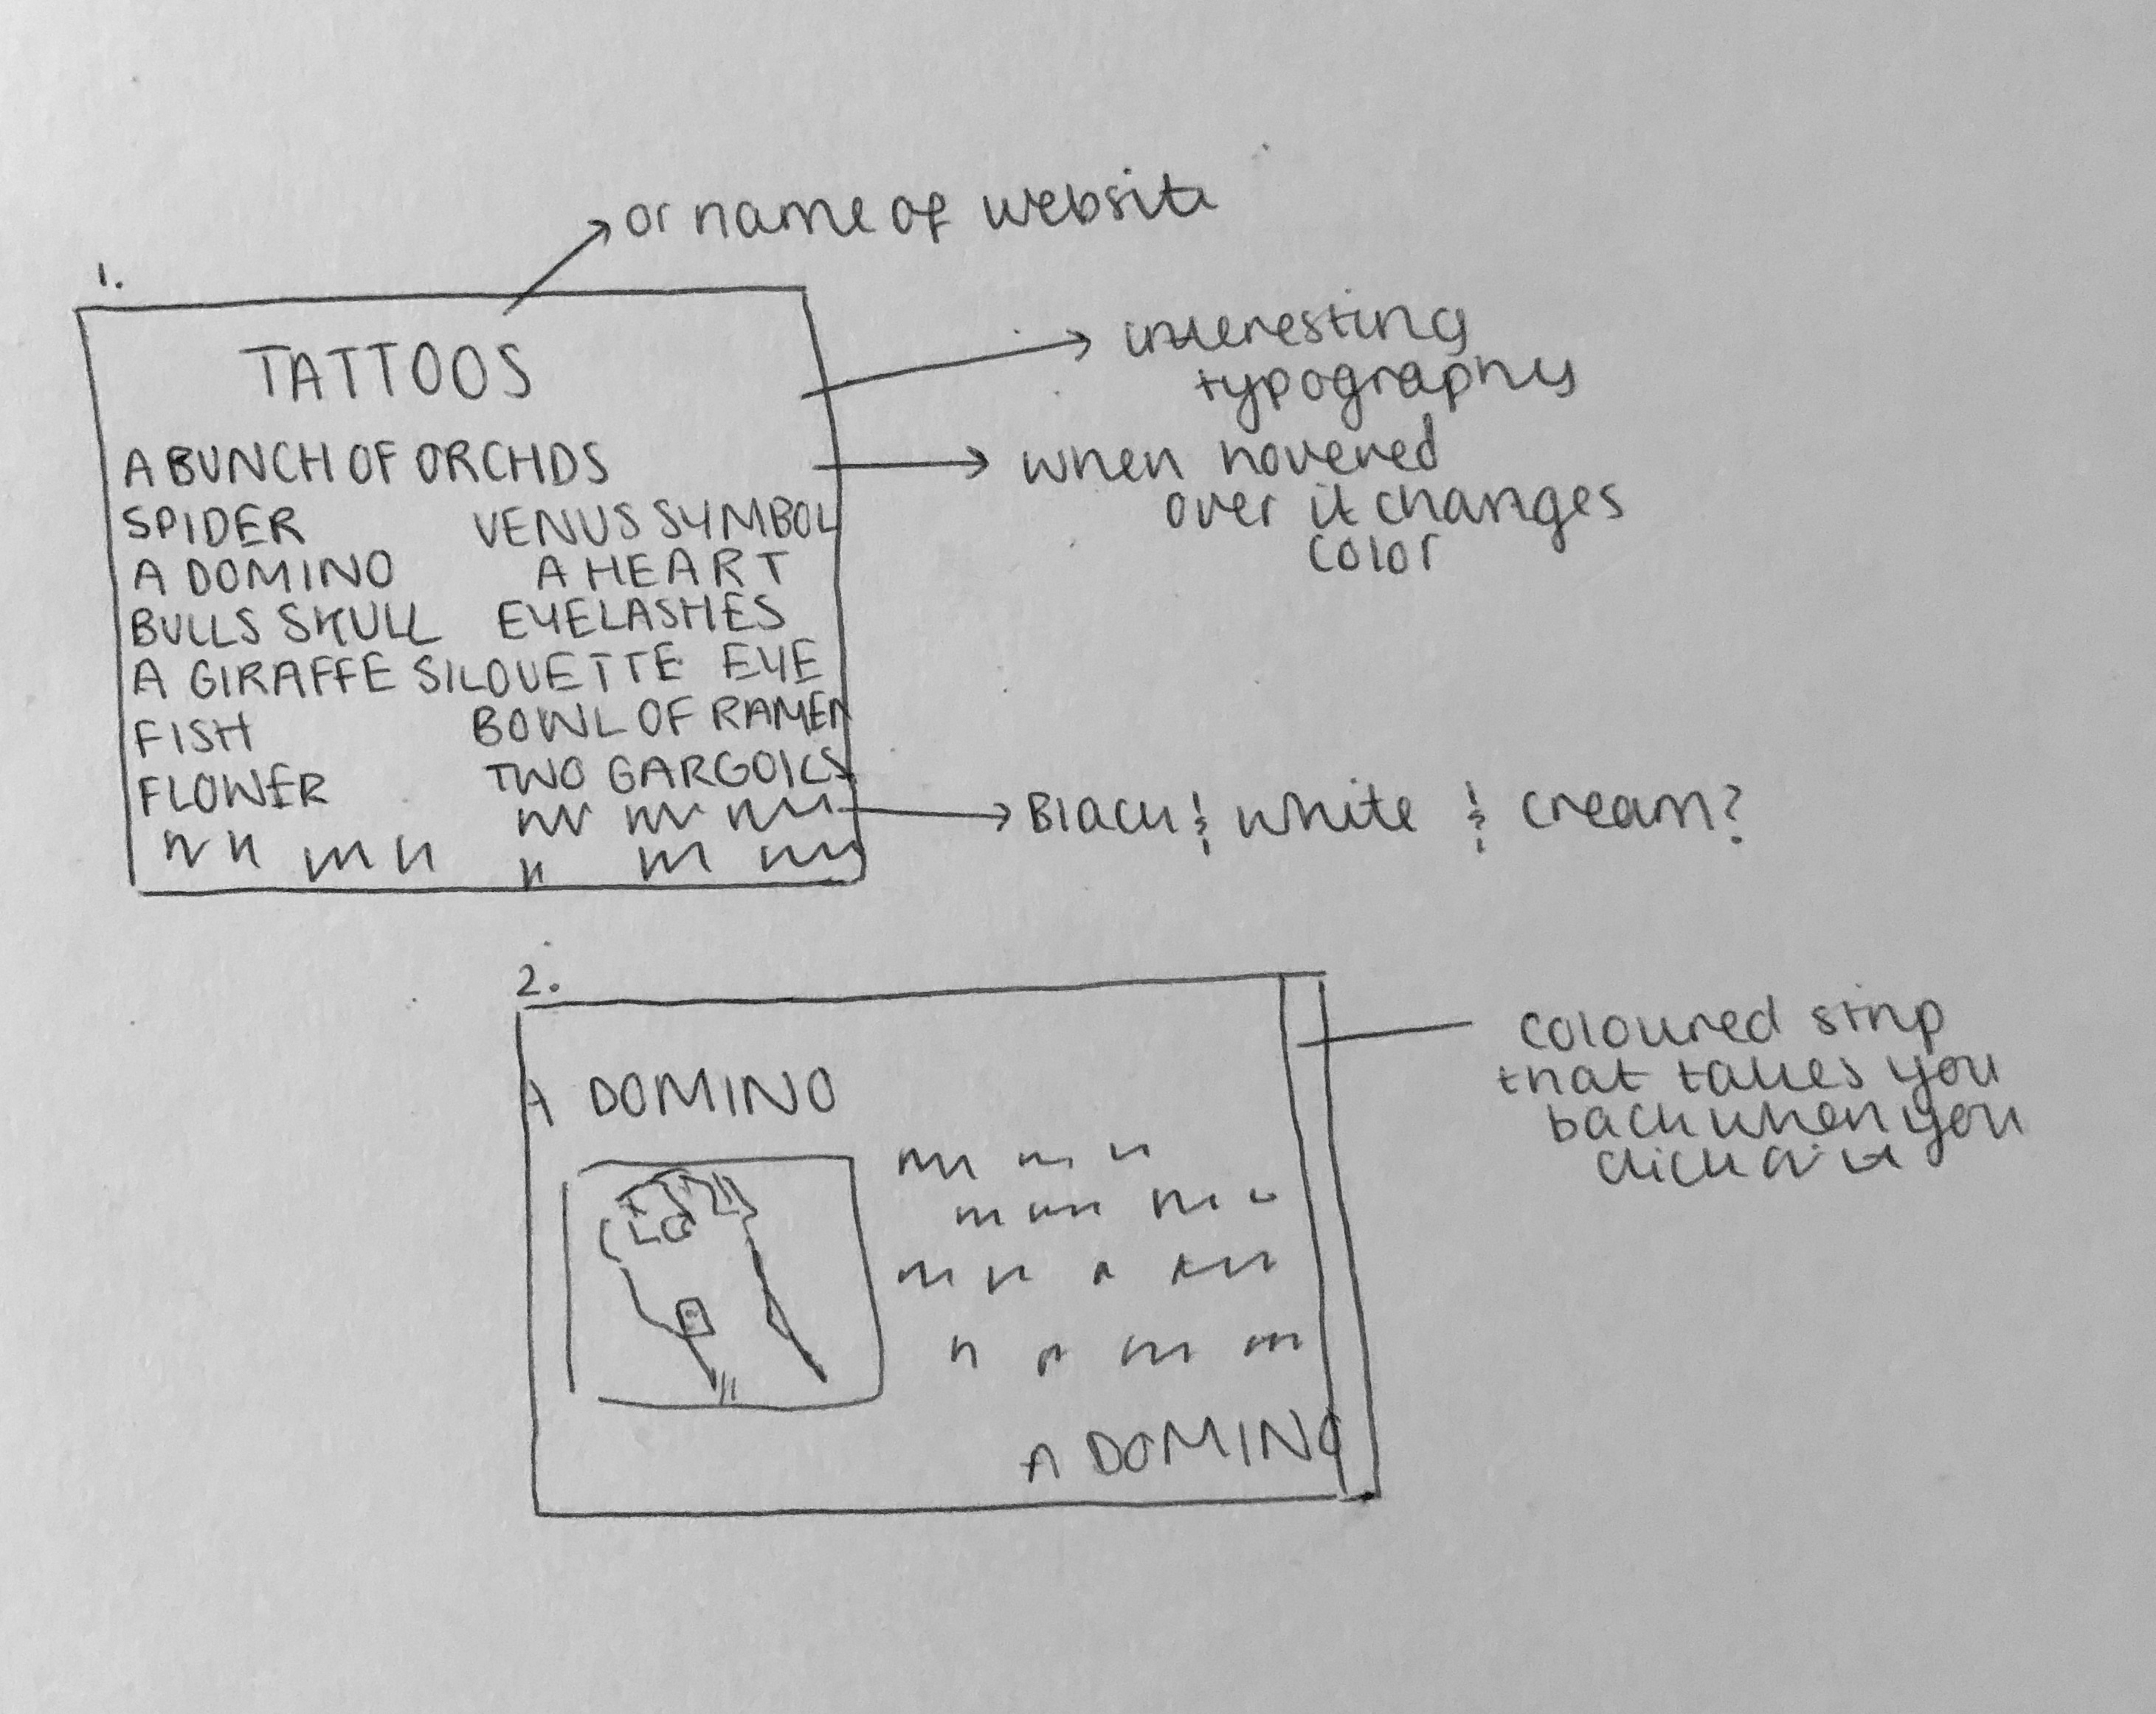 or name of website
1.
TATTOOS
interesting
typography
A BUNCH OF ORCHDS
when hovered
over it changes
color
SPIDER VENUS SYMBOL
A DOMINO A HEART
BULLS SKULL EYELASHES
A GIRAFFE SILOUETTE EYE
FISH BOWL OF RAMEN
FLOWER TWO GARGOILS
Black & white & cream?
2.
A DOMINO
coloured strip
that takes you
back when you
click on it
A DOMINO